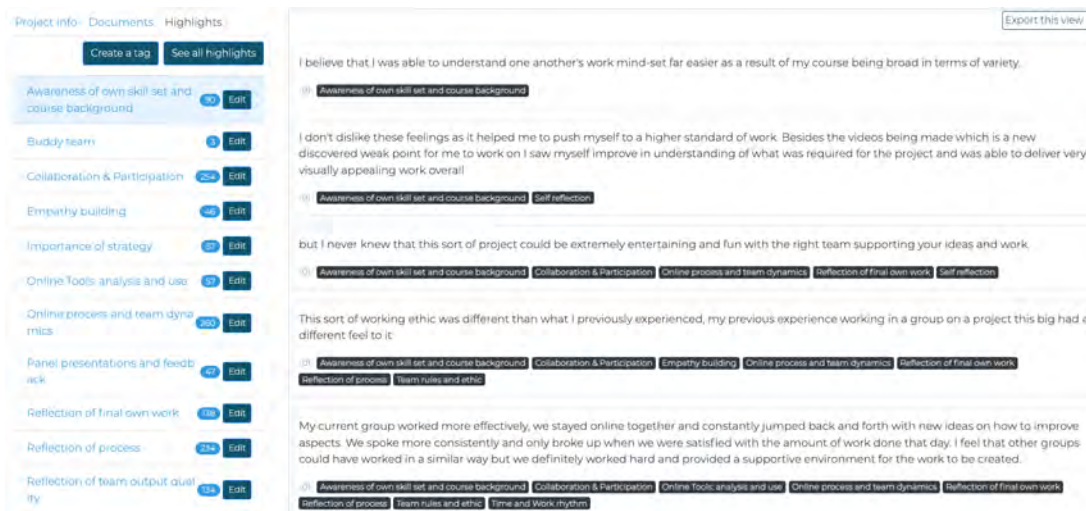 Project info Documents Highlights
Create a tag See all highlights
Awareness of own skill set and
course background 90 Edit
Buddy team 3 Edit
Collaboration & Participation 254 Edit
Empathy building 46 Edit
Importance of strategy 57 Edit
Online Tools: analysis and use 57 Edit
Online process and team dyna
mics 260 Edit
Panel presentations and feedb
ack 47 Edit
Reflection of final own work 138 Edit
Reflection of process 234 Edit
Reflection of team output qual
ity 134 Edit
Export this view
I believe that I was able to understand one another's work mind-set far easier as a result of my course being broad in terms of variety.
Awareness of own skill set and course background
I don't dislike these feelings as it helped me to push myself to a higher standard of work. Besides the videos being made which is a new
discovered weak point for me to work on I saw myself improve in understanding of what was required for the project and was able to deliver very
visually appealing work overall
Awareness of own skill set and course background Self reflection
but I never knew that this sort of project could be extremely entertaining and fun with the right team supporting your ideas and work.
Awareness of own skill set and course background Collaboration & Participation Online process and team dynamics Reflection of final own work Self reflection
This sort of working ethic was different than what I previously experienced, my previous experience working in a group on a project this big had a
different feel to it
Awareness of own skill set and course background Collaboration & Participation Empathy building Online process and team dynamics Reflection of final own work
Reflection of process Team rules and ethic
My current group worked more effectively, we stayed online together and constantly jumped back and forth with new ideas on how to improve
aspects. We spoke more consistently and only broke up when we were satisfied with the amount of work done that day. I feel that other groups
could have worked in a similar way but we definitely worked hard and provided a supportive environment for the work to be created.
Awareness of own skill set and course background Collaboration & Participation Online Tools: analysis and use Online process and team dynamics Reflection of final own work
Reflection of process Team rules and ethic Time and Work rhythm